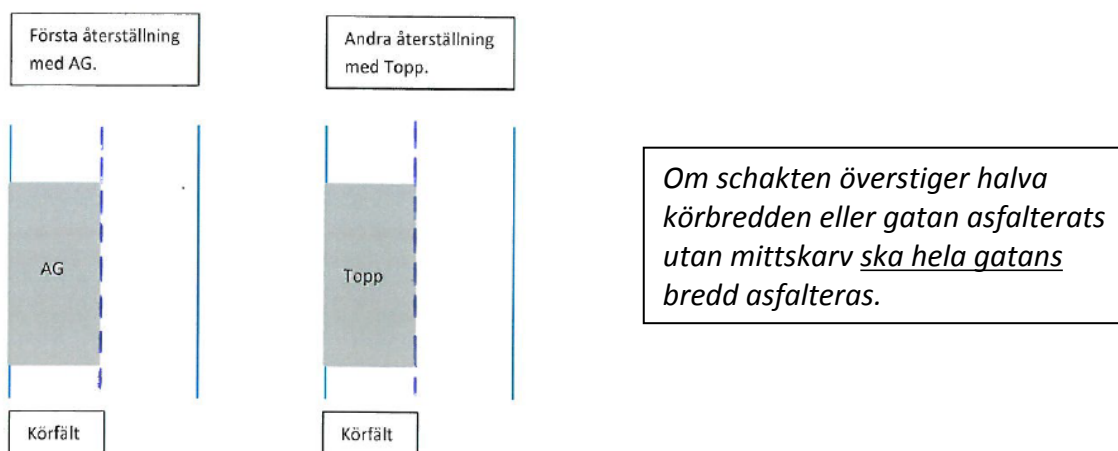 Första återställning
med AG.
Andra återställning
med Topp.
Om schakten överstiger halva
körbredden eller gatan asfalterats
utan mittskarv ska hela gatans
bredd asfalteras.
AG
Topp
Körfält
Körfält